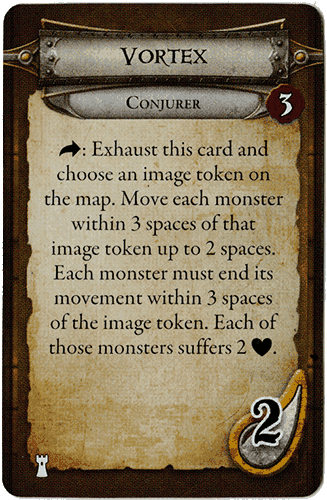 VORTEX
CONJURER
3
: Exhaust this card and
choose an image token on
the map. Move each monster
within 3 spaces of that
image token up to 2 spaces.
Each monster must end its
movement within 3 spaces
of the image token. Each of
those monsters suffers 2 ♥.
2